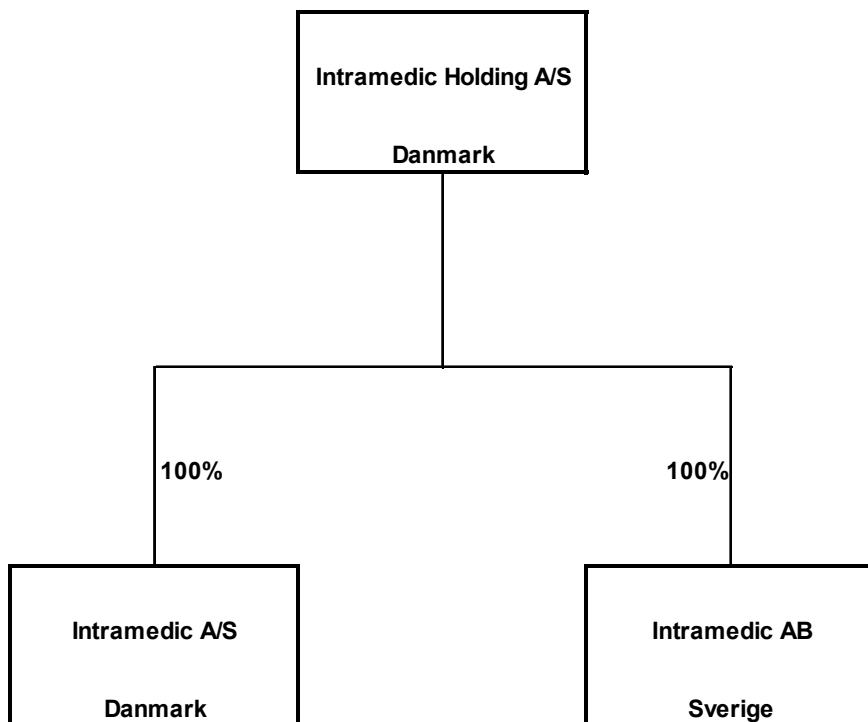 Intramedic Holding A/S
Danmark
100%
100%
Intramedic A/S
Danmark
Intramedic AB
Sverige